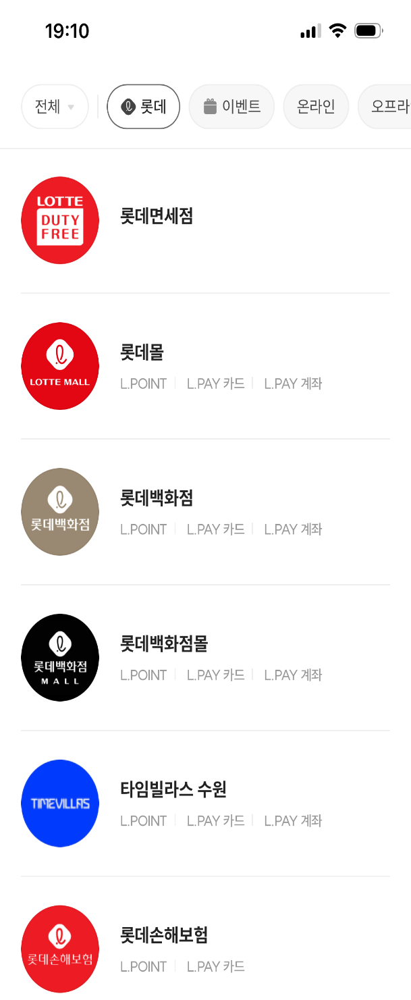 19:10
전체 롯데 이벤트 온라인 오프라
LOTTE
DUTY
FREE
롯데면세점
LOTTE MALL
롯데몰
L.POINT L.PAY 카드 L.PAY 계좌
롯데백화점
롯데백화점
L.POINT L.PAY 카드 L.PAY 계좌
롯데백화점
MALL
롯데백화점몰
L.POINT L.PAY 카드 L.PAY 계좌
TIMEVILLAS
타임빌라스 수원
L.POINT L.PAY 카드 L.PAY 계좌
롯데손해보험
롯데손해보험
L.POINT L.PAY 카드